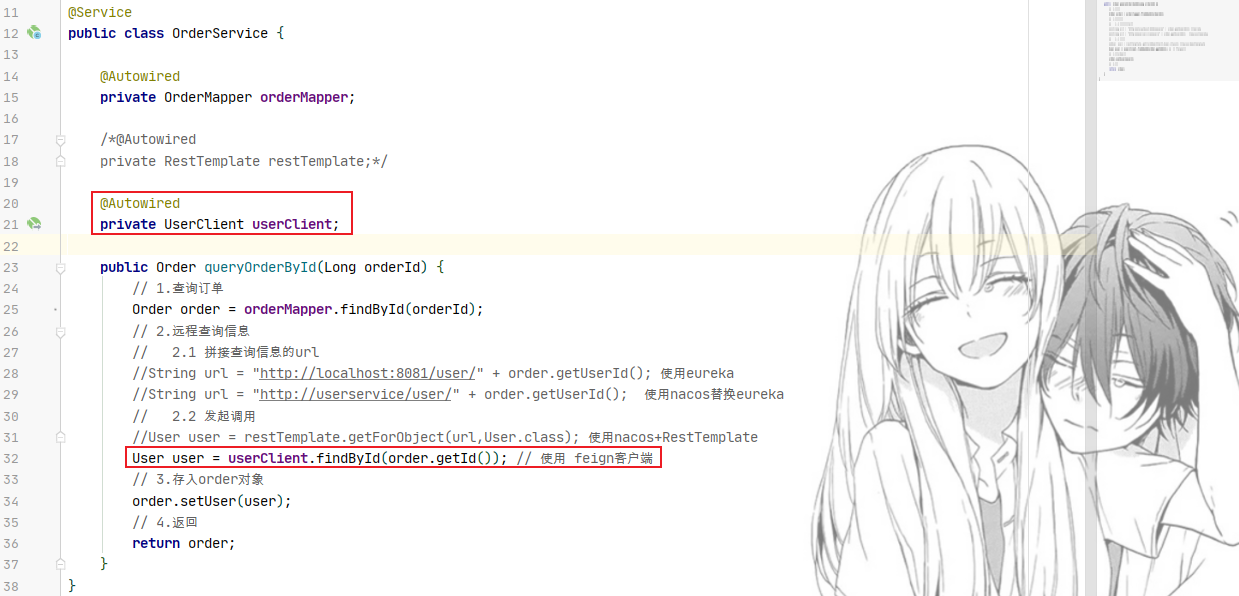 11 @Service
12 public class OrderService {
13
14 @Autowired
15 private OrderMapper orderMapper;
16
17 /*@Autowired
18 private RestTemplate restTemplate;*/
19
20 @Autowired
21 private UserClient userClient;
22
23 public Order queryOrderById(Long orderId) {
24 // 1.查询订单
25 Order order = orderMapper.findById(orderId);
26 // 2.远程查询信息
27 //   2.1 拼接查询信息的url
28 //String url = "http://localhost:8081/user/" + order.getUserId(); 使用eureka
29 //String url = "http://userservice/user/" + order.getUserId();  使用nacos替换eureka
30 //   2.2 发起调用
31 //User user = restTemplate.getForObject(url,User.class); 使用nacos+RestTemplate
32 User user = userClient.findById(order.getId()); // 使用 feign客户端
33 // 3.存入order对象
34 order.setUser(user);
35 // 4.返回
36 return order;
37 }
38 }